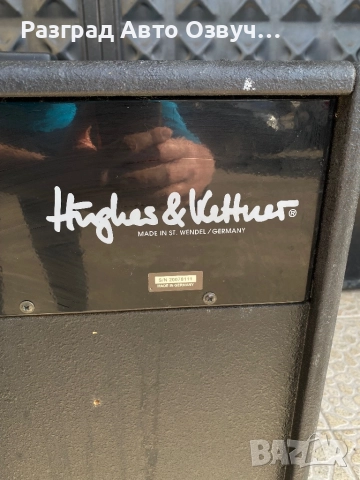 Разград Авто Озвуч...
Hughes & Kettner®
MADE IN ST. WENDEL / GERMANY
MADE IN GERMANY
BAZAR